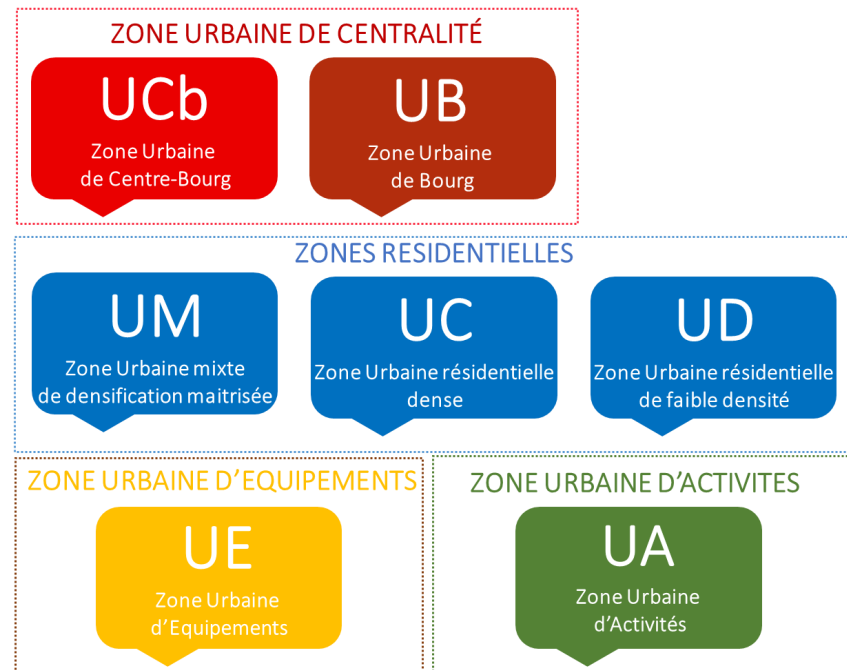 ZONE URBAINE DE CENTRALITÉ
UCb
Zone Urbaine
de Centre-Bourg
UB
Zone Urbaine
de Bourg
ZONES RESIDENTIELLES
UM
Zone Urbaine mixte
de densification maitrisée
UC
Zone Urbaine résidentielle
dense
UD
Zone Urbaine résidentielle
de faible densité
ZONE URBAINE D’EQUIPEMENTS
UE
Zone Urbaine
d’Equipements
ZONE URBAINE D’ACTIVITES
UA
Zone Urbaine
d’Activités